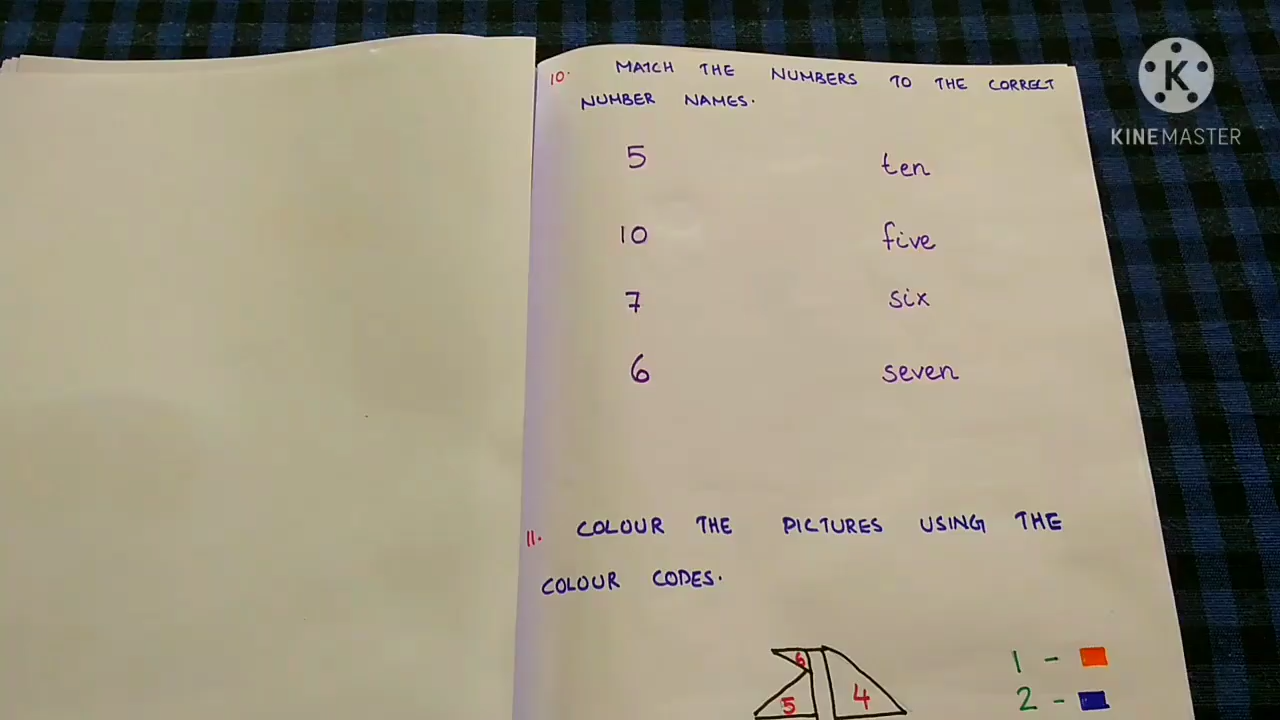 K
KINEMASTER
10. MATCH THE NUMBERS TO THE CORRECT
NUMBER NAMES.
5 ten
10 five
7 six
6 seven
11. COLOUR THE PICTURES USING THE
COLOUR CODES.
6
5 4
1 -
2 -